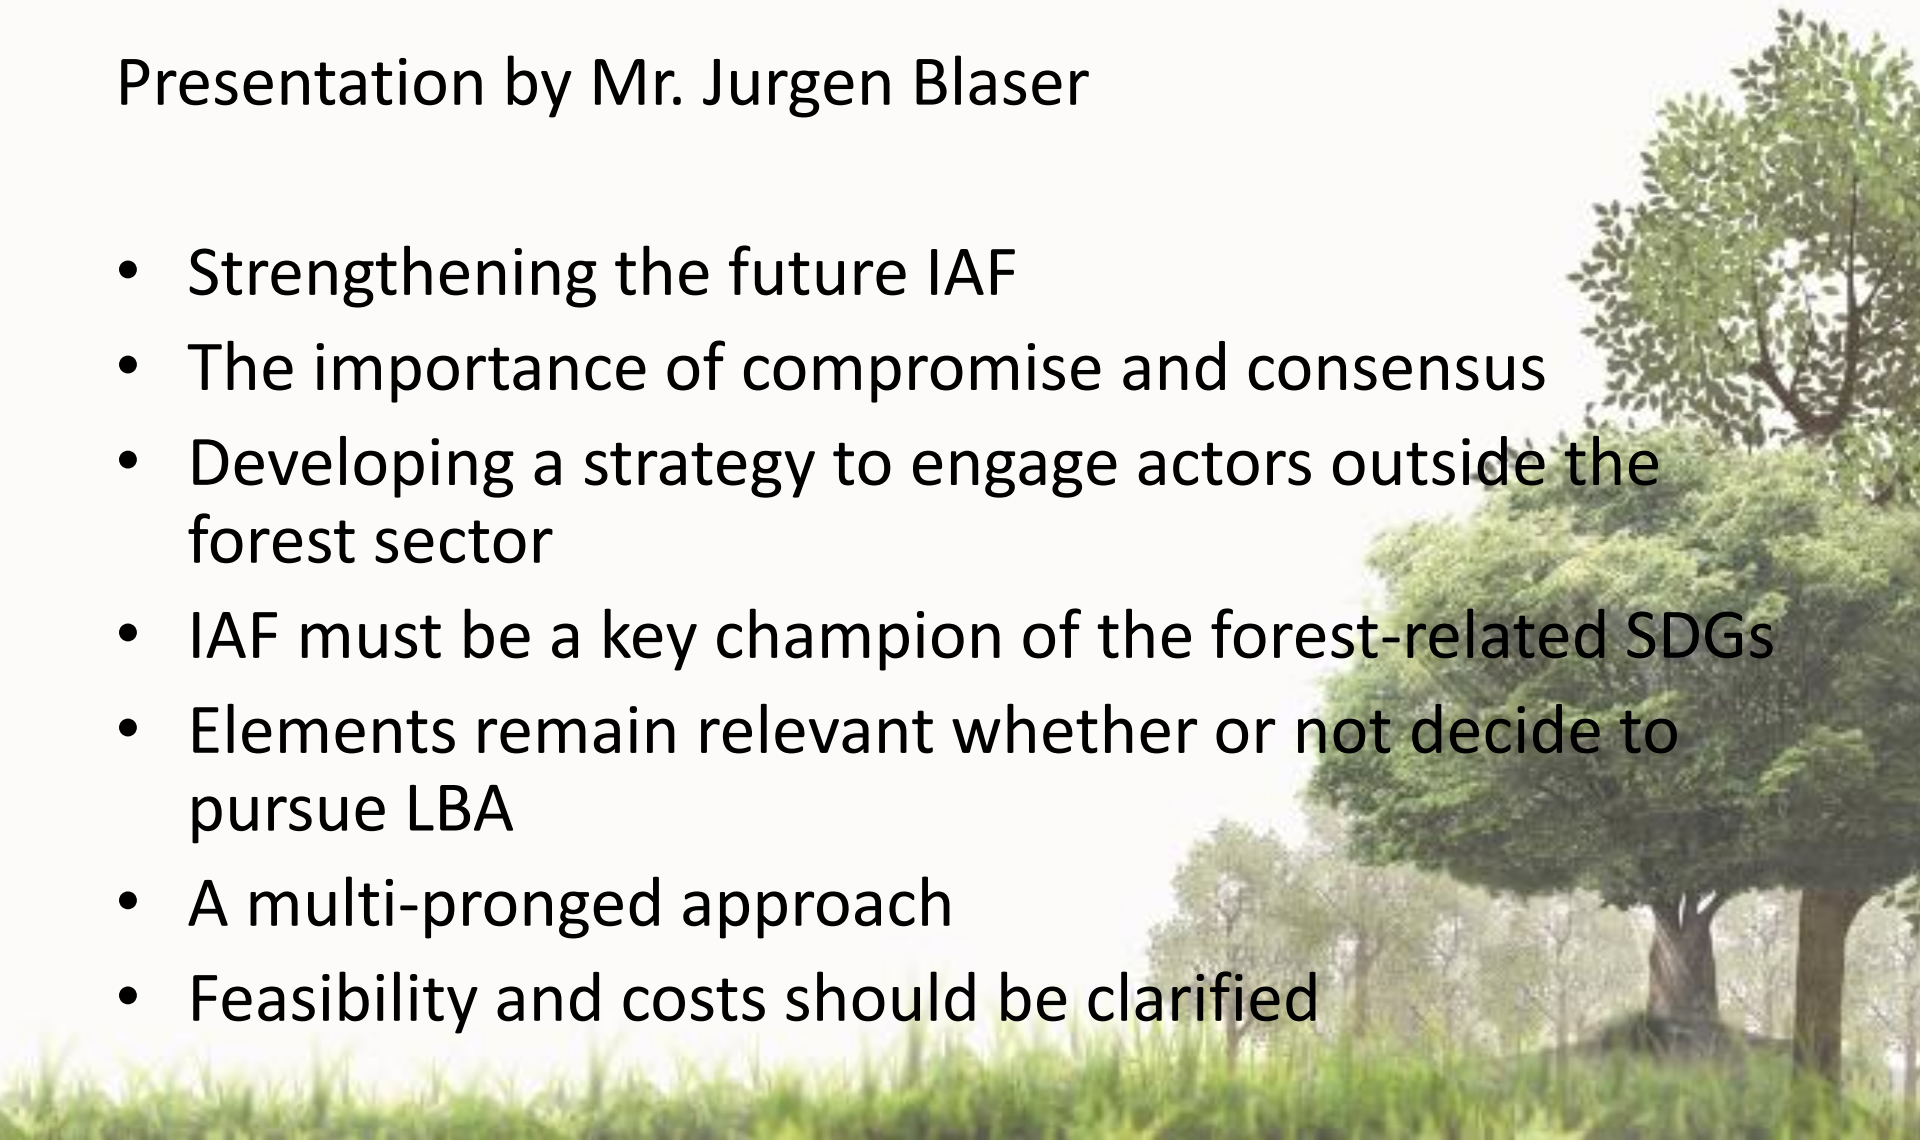 Presentation by Mr. Jurgen Blaser
• Strengthening the future IAF
• The importance of compromise and consensus
• Developing a strategy to engage actors outside the
forest sector
• IAF must be a key champion of the forest-related SDGs
• Elements remain relevant whether or not decide to
pursue LBA
• A multi-pronged approach
• Feasibility and costs should be clarified